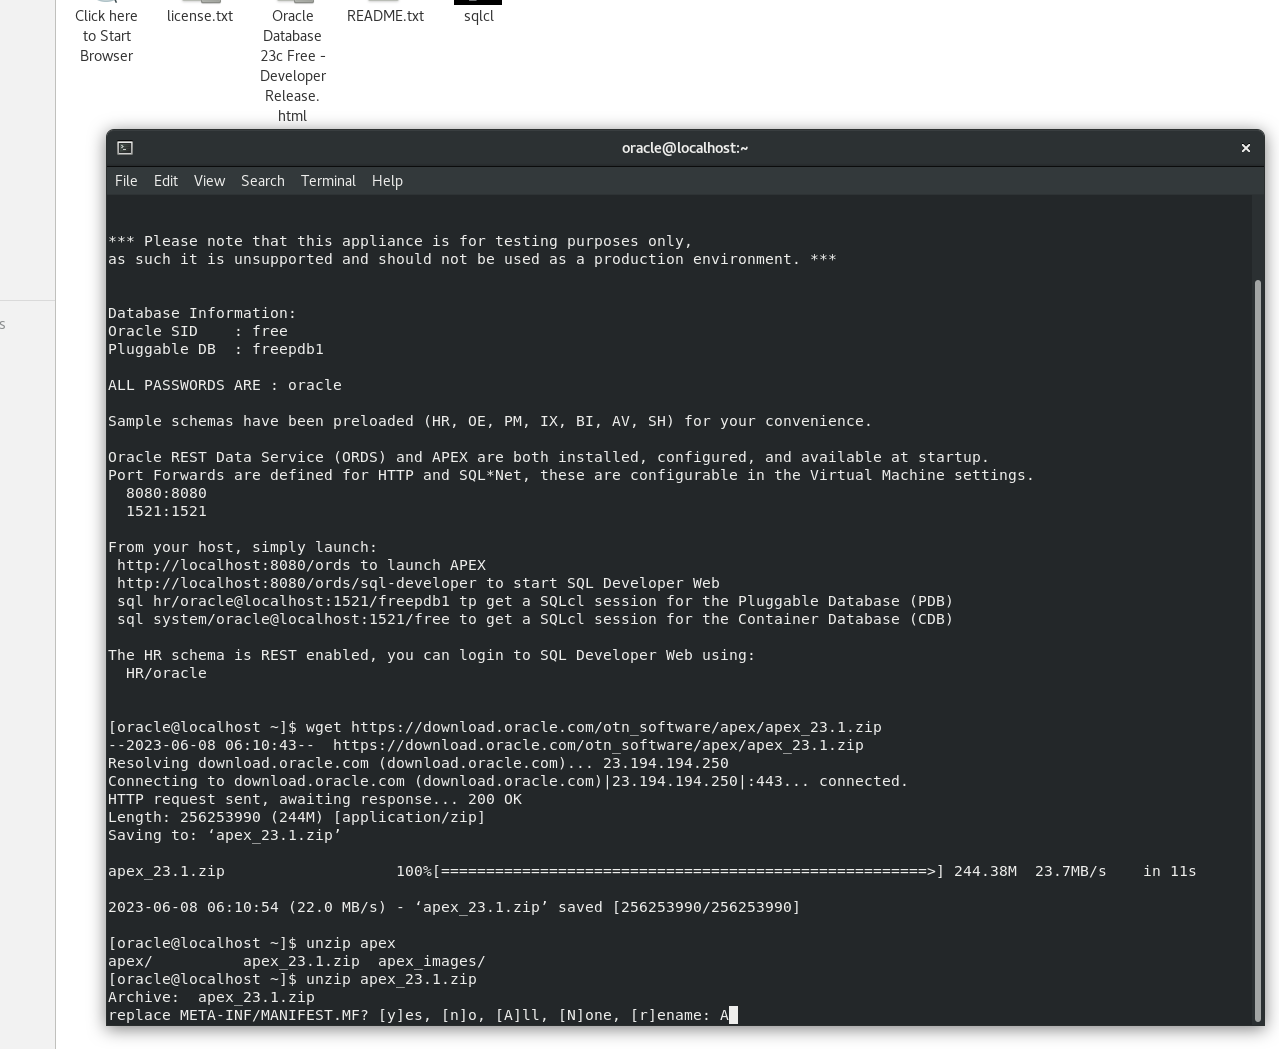 Click here
to Start
Browser
license.txt
Oracle
Database
23c Free -
Developer
Release.
html
README.txt
sqlcl
s
oracle@localhost:~
File Edit View Search Terminal Help
*** Please note that this appliance is for testing purposes only,
as such it is unsupported and should not be used as a production environment. ***
Database Information:
Oracle SID    : free
Pluggable DB  : freepdb1
ALL PASSWORDS ARE : oracle
Sample schemas have been preloaded (HR, OE, PM, IX, BI, AV, SH) for your convenience.
Oracle REST Data Service (ORDS) and APEX are both installed, configured, and available at startup.
Port Forwards are defined for HTTP and SQL*Net, these are configurable in the Virtual Machine settings.
  8080:8080
  1521:1521
From your host, simply launch:
 http://localhost:8080/ords to launch APEX
 http://localhost:8080/ords/sql-developer to start SQL Developer Web
 sql hr/oracle@localhost:1521/freepdb1 tp get a SQLcl session for the Pluggable Database (PDB)
 sql system/oracle@localhost:1521/free to get a SQLcl session for the Container Database (CDB)
The HR schema is REST enabled, you can login to SQL Developer Web using:
  HR/oracle
[oracle@localhost ~]$ wget https://download.oracle.com/otn_software/apex/apex_23.1.zip
--2023-06-08 06:10:43--  https://download.oracle.com/otn_software/apex/apex_23.1.zip
Resolving download.oracle.com (download.oracle.com)... 23.194.194.250
Connecting to download.oracle.com (download.oracle.com)|23.194.194.250|:443... connected.
HTTP request sent, awaiting response... 200 OK
Length: 256253990 (244M) [application/zip]
Saving to: ‘apex_23.1.zip’
apex_23.1.zip                   100%[======================================================>] 244.38M  23.7MB/s    in 11s
2023-06-08 06:10:54 (22.0 MB/s) - ‘apex_23.1.zip’ saved [256253990/256253990]
[oracle@localhost ~]$ unzip apex
apex/          apex_23.1.zip  apex_images/
[oracle@localhost ~]$ unzip apex_23.1.zip
Archive:  apex_23.1.zip
replace META-INF/MANIFEST.MF? [y]es, [n]o, [A]ll, [N]one, [r]ename: A